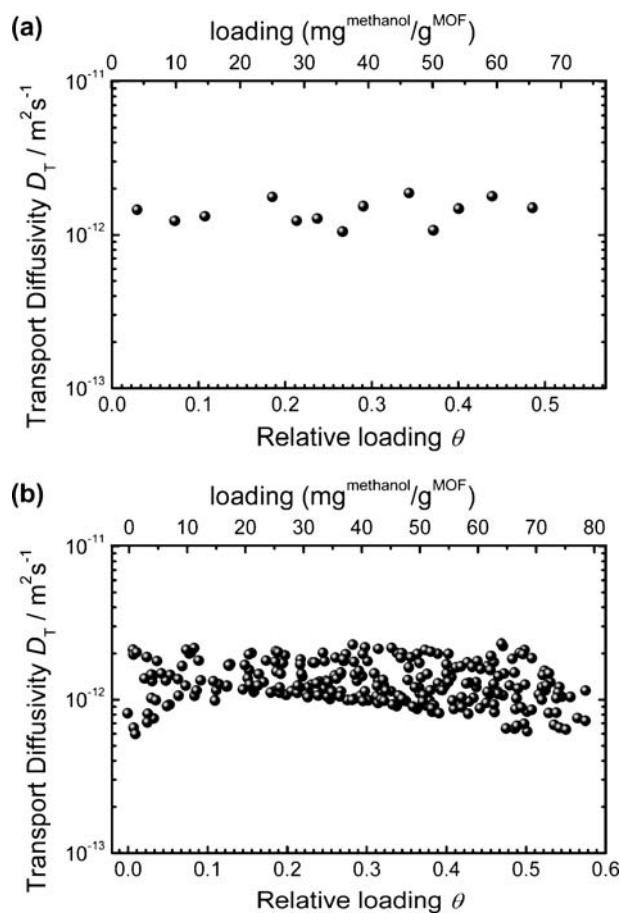 (a)
loading (mg^methanol/g^MOF)
0 10 20 30 40 50 60 70
10^-11
10^-12
10^-13
Transport Diffusivity D_T / m^2s^-1
0.0 0.1 0.2 0.3 0.4 0.5
Relative loading θ
(b)
loading (mg^methanol/g^MOF)
0 10 20 30 40 50 60 70 80
10^-11
10^-12
10^-13
Transport Diffusivity D_T / m^2s^-1
0.0 0.1 0.2 0.3 0.4 0.5 0.6
Relative loading θ